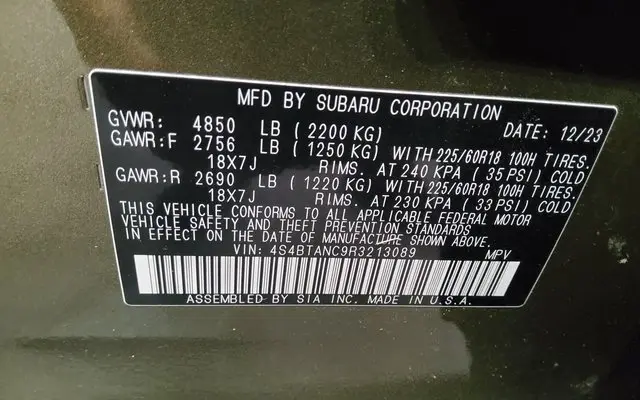 MFD BY SUBARU CORPORATION
GVWR: 4850 LB ( 2200 KG) DATE: 12/23
GAWR:F 2756 LB ( 1250 KG) WITH 225/60R18 100H TIRES.
18X7J RIMS. AT 240 KPA ( 35 PSI) COLD
GAWR:R 2690 LB ( 1220 KG) WITH 225/60R18 100H TIRES.
18X7J RIMS. AT 230 KPA ( 33 PSI) COLD
THIS VEHICLE CONFORMS TO ALL APPLICABLE FEDERAL MOTOR
VEHICLE SAFETY AND THEFT PREVENTION STANDARDS
IN EFFECT ON THE DATE OF MANUFACTURE SHOWN ABOVE.
VIN: 4S4BTANC9R3213089 MPV
ASSEMBLED BY SIA INC. MADE IN U.S.A.